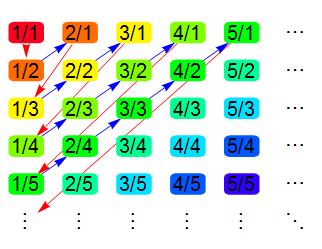 1/1 2/1 3/1 4/1 5/1 ⋯
1/2 2/2 3/2 4/2 5/2 ⋯
1/3 2/3 3/3 4/3 5/3 ⋯
1/4 2/4 3/4 4/4 5/4 ⋯
1/5 2/5 3/5 4/5 5/5 ⋯
⋮ ⋮ ⋮ ⋮ ⋮ ⋱